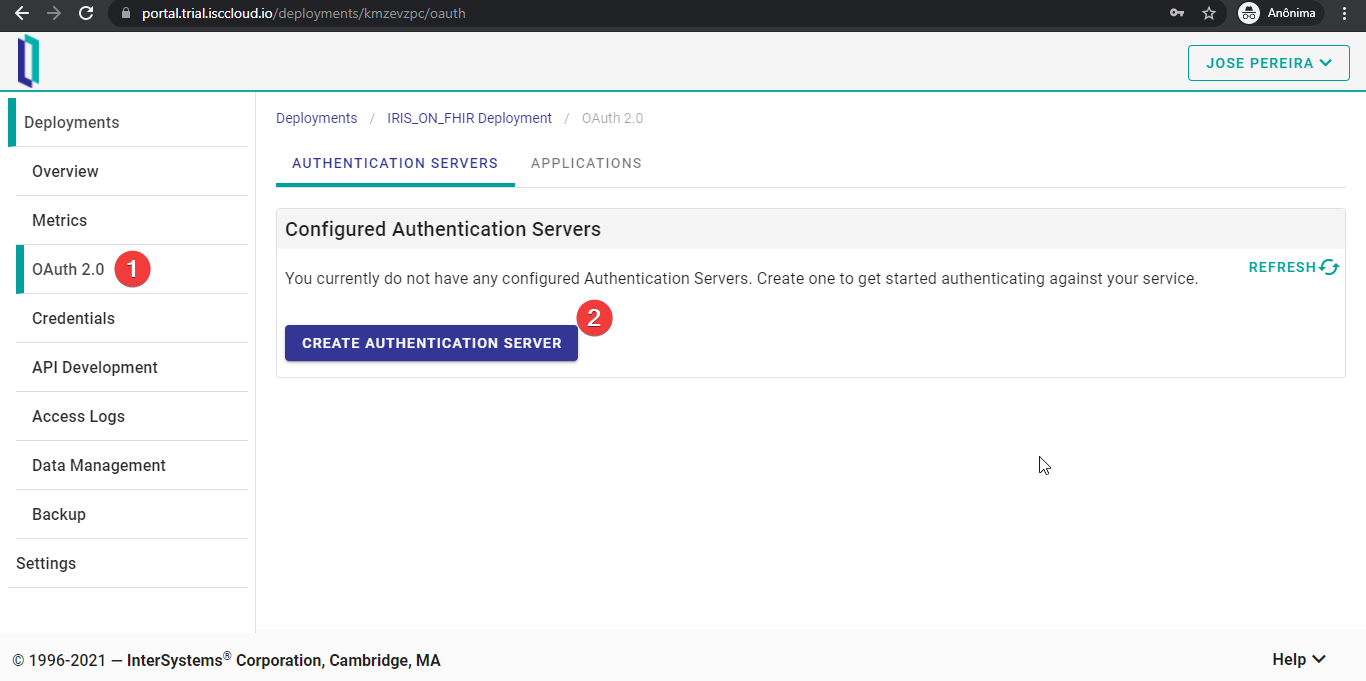 portal.trial.isccloud.io/deployments/kmzevzpc/oauth
Anônima
JOSE PEREIRA
Deployments
Overview
Metrics
OAuth 2.0
1
Credentials
API Development
Access Logs
Data Management
Backup
Settings
Deployments / IRIS_ON_FHIR Deployment / OAuth 2.0
AUTHENTICATION SERVERS APPLICATIONS
Configured Authentication Servers
REFRESH
You currently do not have any configured Authentication Servers. Create one to get started authenticating against your service.
2
CREATE AUTHENTICATION SERVER
© 1996-2021 — InterSystems® Corporation, Cambridge, MA
Help